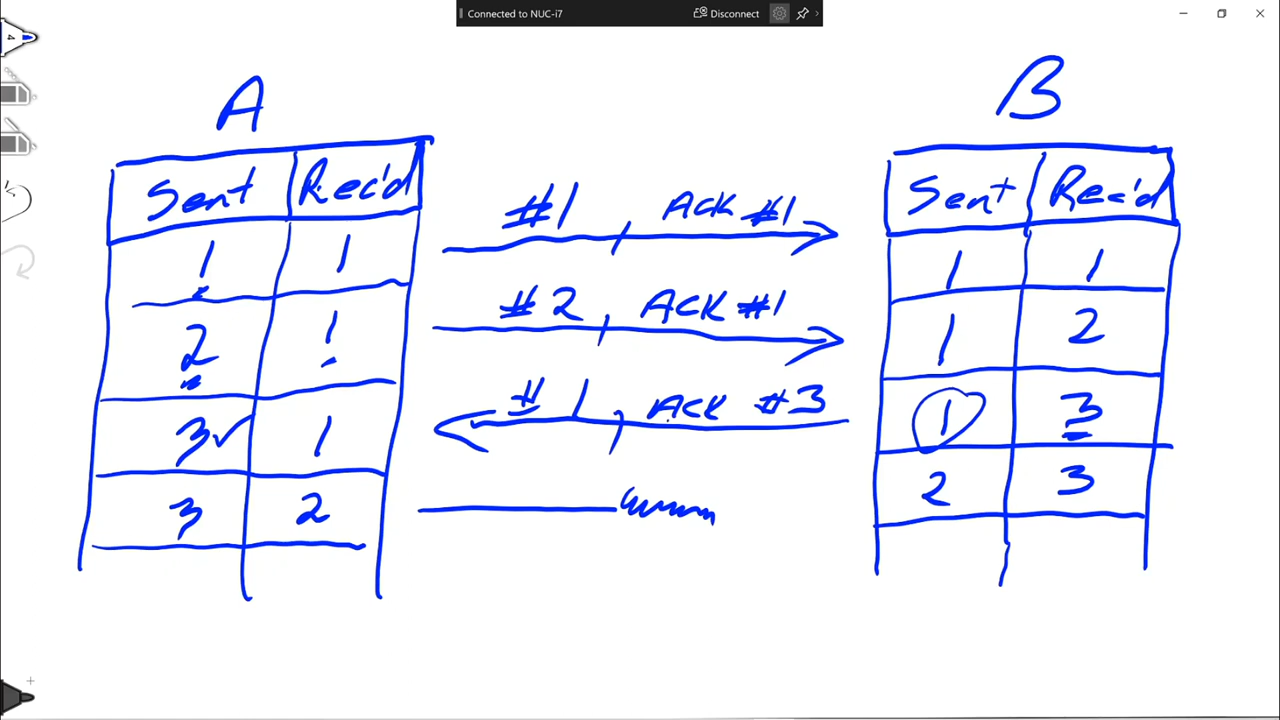 Connected to NUC-i7 Disconnect
4
A B
Sent Rec'd #1, ACK #1 Sent Rec'd
1 1 1 1
2 1 #2, ACK #1 1 2
3✓ 1 #1, ACK #3 1 3
3 2 2 3